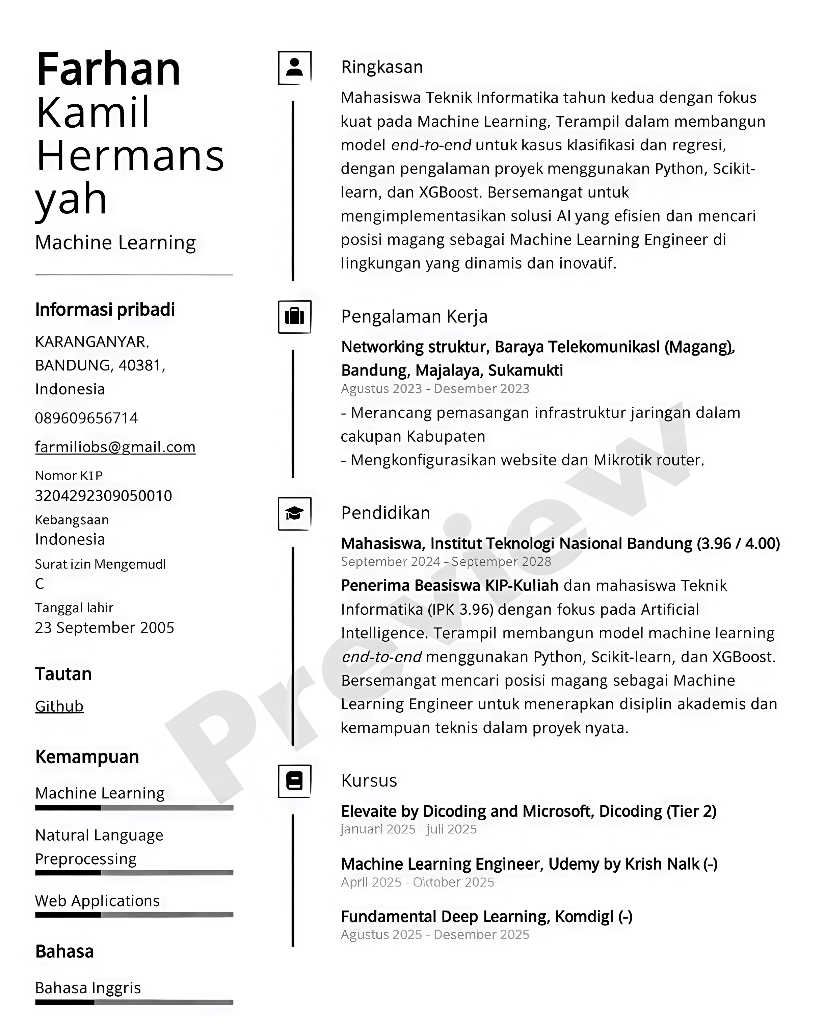 Farhan
Kamil
Hermans
yah
Machine Learning
Informasi pribadi
KARANGANYAR,
BANDUNG, 40381,
Indonesia
089609656714
farmiliobs@gmail.com
Nomor KTP
3204292309050010
Kebangsaan
Indonesia
Surat izin Mengemudi
C
Tanggal lahir
23 September 2005
Tautan
Github
Kemampuan
Machine Learning
Natural Language
Preprocessing
Web Applications
Bahasa
Bahasa Inggris
Ringkasan
Mahasiswa Teknik Informatika tahun kedua dengan fokus
kuat pada Machine Learning, Terampil dalam membangun
model end-to-end untuk kasus klasifikasi dan regresi,
dengan pengalaman proyek menggunakan Python, Scikit-
learn, dan XGBoost. Bersemangat untuk
mengimplementasikan solusi AI yang efisien dan mencari
posisi magang sebagai Machine Learning Engineer di
lingkungan yang dinamis dan inovatif.
Pengalaman Kerja
Networking struktur, Baraya Telekomunikasl (Magang),
Bandung, Majalaya, Sukamukti
Agustus 2023 - Desember 2023
- Merancang pemasangan infrastruktur jaringan dalam
cakupan Kabupaten
- Mengkonfigurasikan website dan Mikrotik router.
Pendidikan
Mahasiswa, Institut Teknologi Nasional Bandung (3.96 / 4.00)
September 2024 - September 2028
Penerima Beasiswa KIP-Kuliah dan mahasiswa Teknik
Informatika (IPK 3.96) dengan fokus pada Artificial
Intelligence. Terampil membangun model machine learning
end-to-end menggunakan Python, Scikit-learn, dan XGBoost.
Bersemangat mencari posisi magang sebagai Machine
Learning Engineer untuk menerapkan disiplin akademis dan
kemampuan teknis dalam proyek nyata.
Kursus
Elevaite by Dicoding and Microsoft, Dicoding (Tier 2)
januari 2025 - juli 2025
Machine Learning Engineer, Udemy by Krish Nalk (-)
April 2025 - Oktober 2025
Fundamental Deep Learning, Komdigl (-)
Agustus 2025 - Desember 2025
Preview